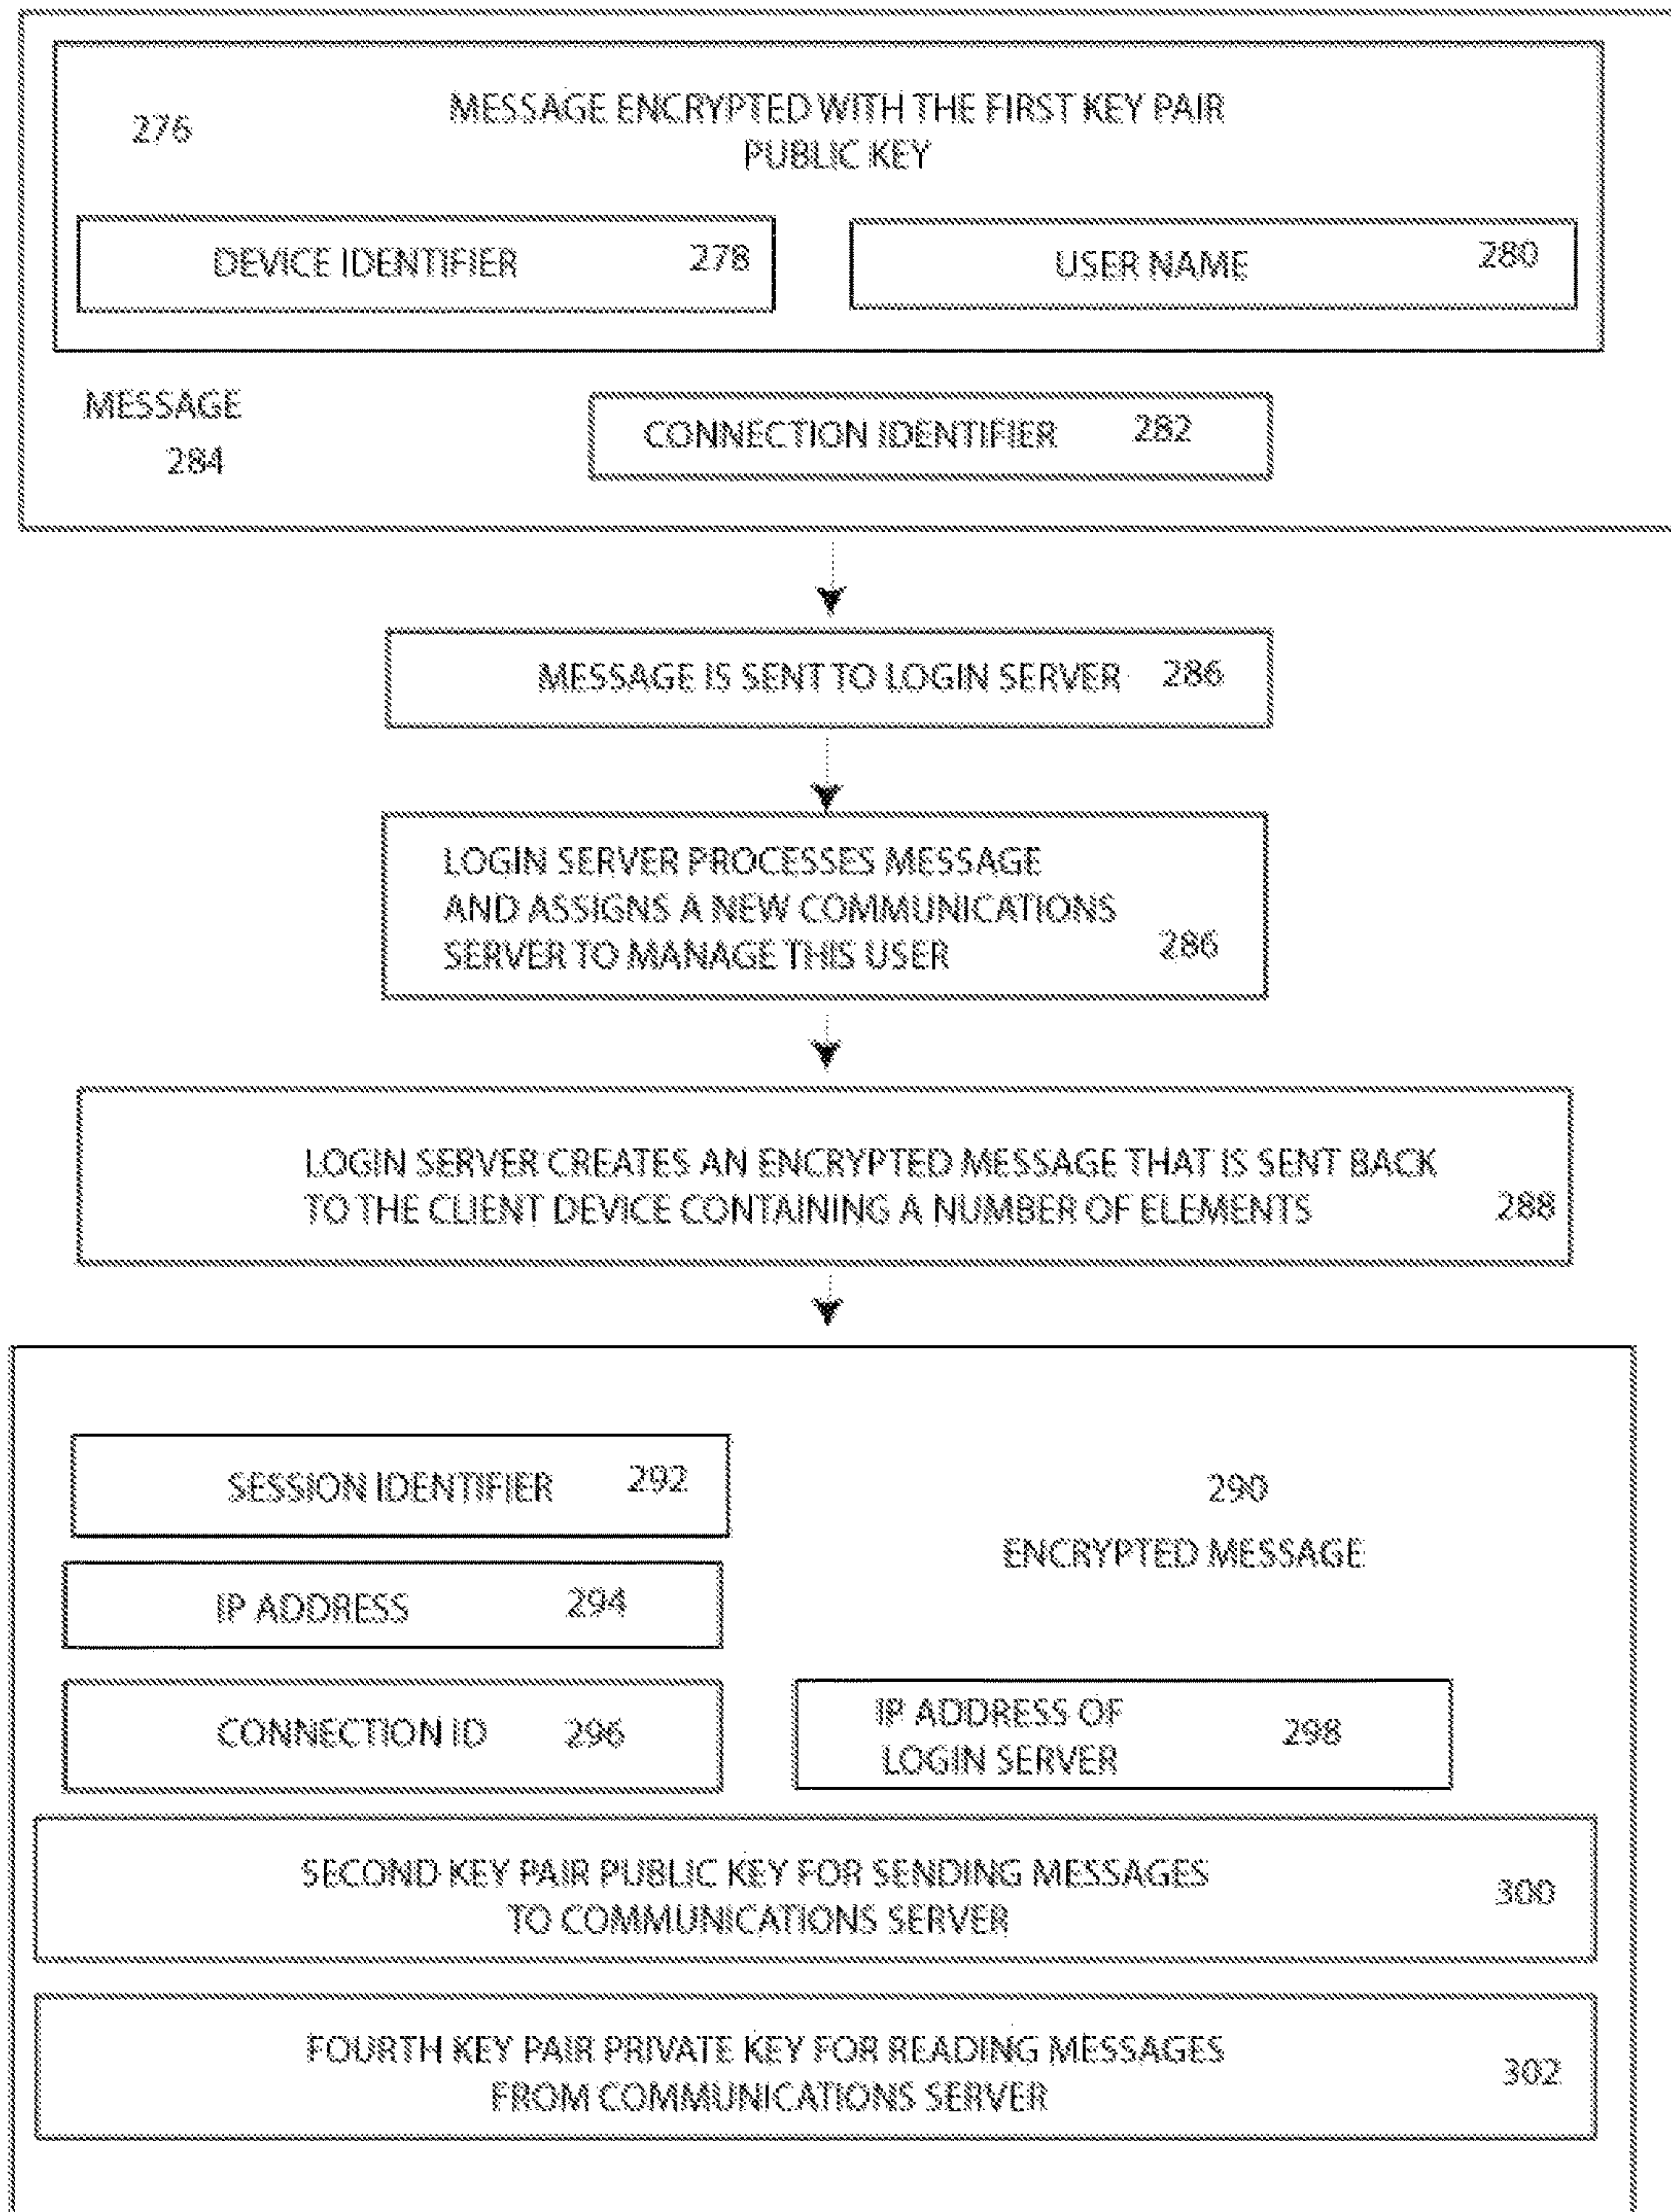 276
MESSAGE ENCRYPTED WITH THE FIRST KEY PAIR
PUBLIC KEY
DEVICE IDENTIFIER 278
USER NAME 280
MESSAGE
284
CONNECTION IDENTIFIER 282
MESSAGE IS SENT TO LOGIN SERVER 286
LOGIN SERVER PROCESSES MESSAGE
AND ASSIGNS A NEW COMMUNICATIONS
SERVER TO MANAGE THIS USER 286
LOGIN SERVER CREATES AN ENCRYPTED MESSAGE THAT IS SENT BACK
TO THE CLIENT DEVICE CONTAINING A NUMBER OF ELEMENTS 288
SESSION IDENTIFIER 292
290
ENCRYPTED MESSAGE
IP ADDRESS 294
CONNECTION ID 296
IP ADDRESS OF
LOGIN SERVER 298
SECOND KEY PAIR PUBLIC KEY FOR SENDING MESSAGES
TO COMMUNICATIONS SERVER 300
FOURTH KEY PAIR PRIVATE KEY FOR READING MESSAGES
FROM COMMUNICATIONS SERVER 302